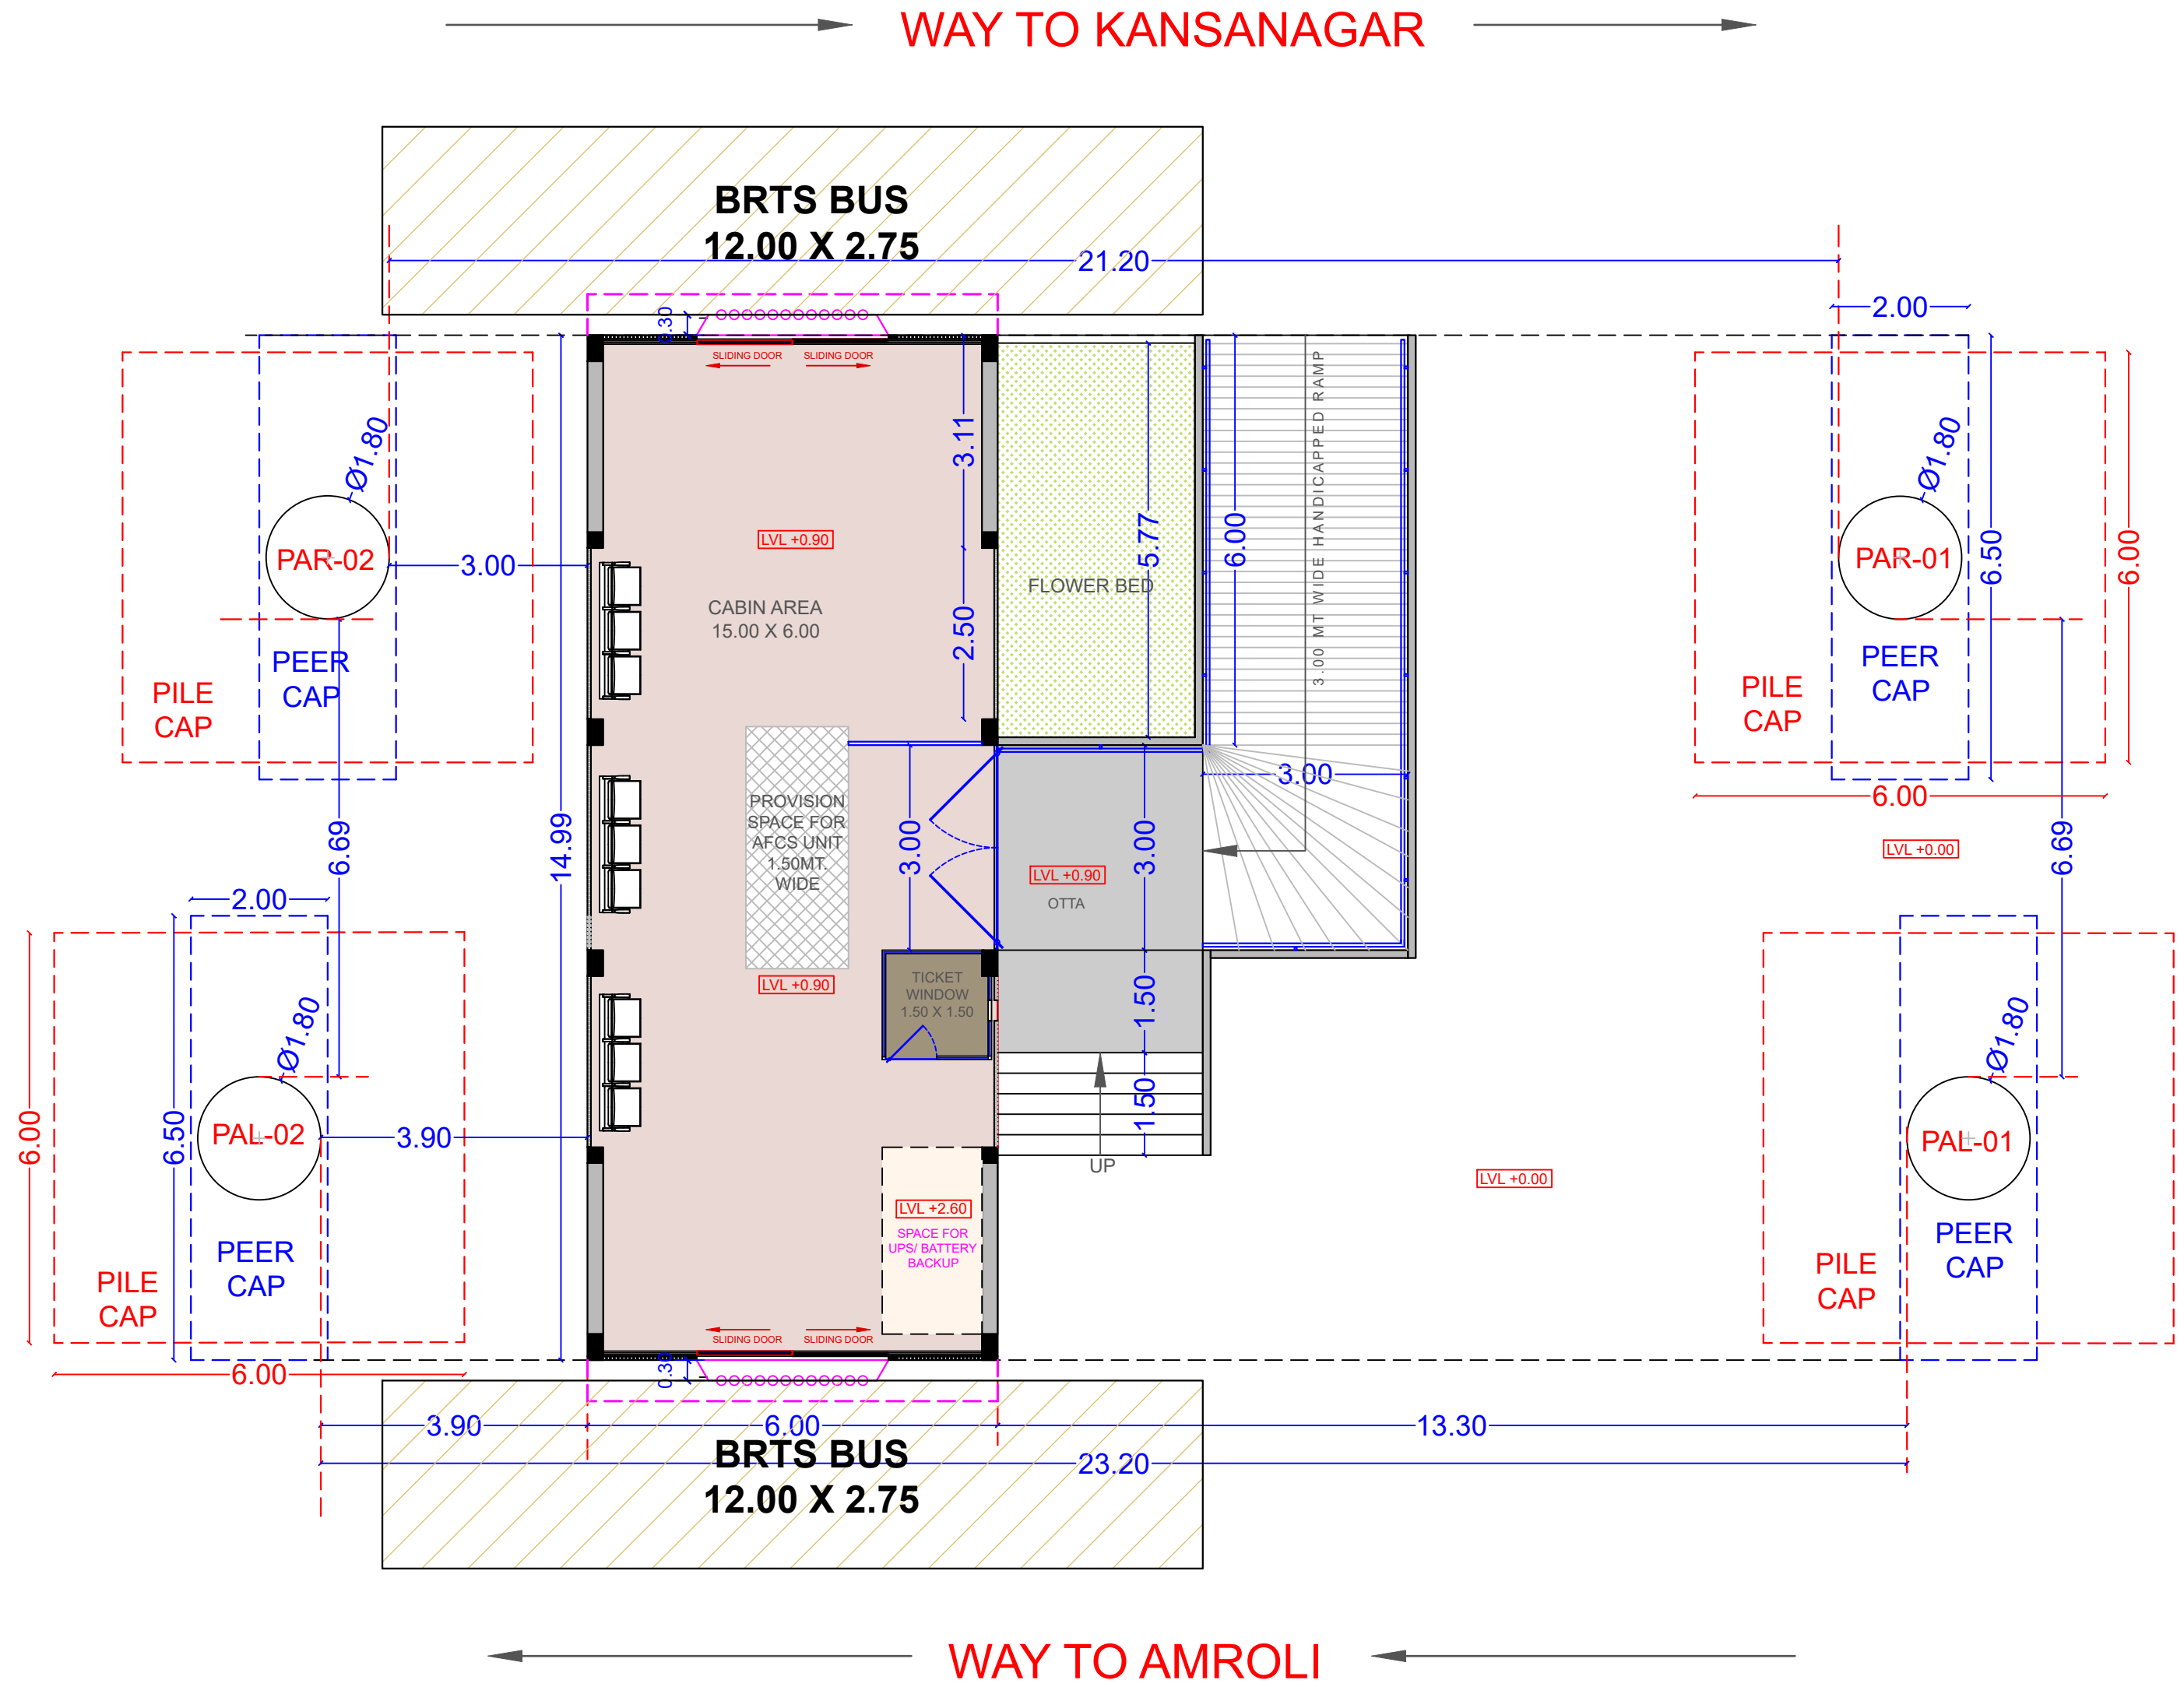 WAY TO KANSANAGAR
BRTS BUS
12.00 X 2.75
21.20
2.00
0.30
SLIDING DOOR
SLIDING DOOR
Ø1.80
Ø1.80
3.11
3.00 MT WIDE HANDICAPPED RAMP
LVL +0.90
PAR-02
3.00
5.77
6.00
PAR-01
6.50
6.00
FLOWER BED
CABIN AREA
15.00 X 6.00
2.50
PEER
CAP
PILE
CAP
PEER
CAP
PILE
CAP
3.00
6.00
PROVISION
SPACE FOR
AFCS UNIT
1.50MT.
WIDE
6.69
14.99
3.00
3.00
LVL +0.00
6.69
LVL +0.90
OTTA
2.00
LVL +0.90
TICKET
WINDOW
1.50 X 1.50
1.50
Ø1.80
Ø1.80
6.00
6.50
PAL-02
3.90
1.50
UP
LVL +0.00
PAL-01
LVL +2.60
SPACE FOR
UPS/ BATTERY
BACKUP
PEER
CAP
PILE
CAP
PEER
CAP
PILE
CAP
SLIDING DOOR
SLIDING DOOR
6.00
0.30
3.90
6.00
13.30
BRTS BUS
23.20
12.00 X 2.75
WAY TO AMROLI